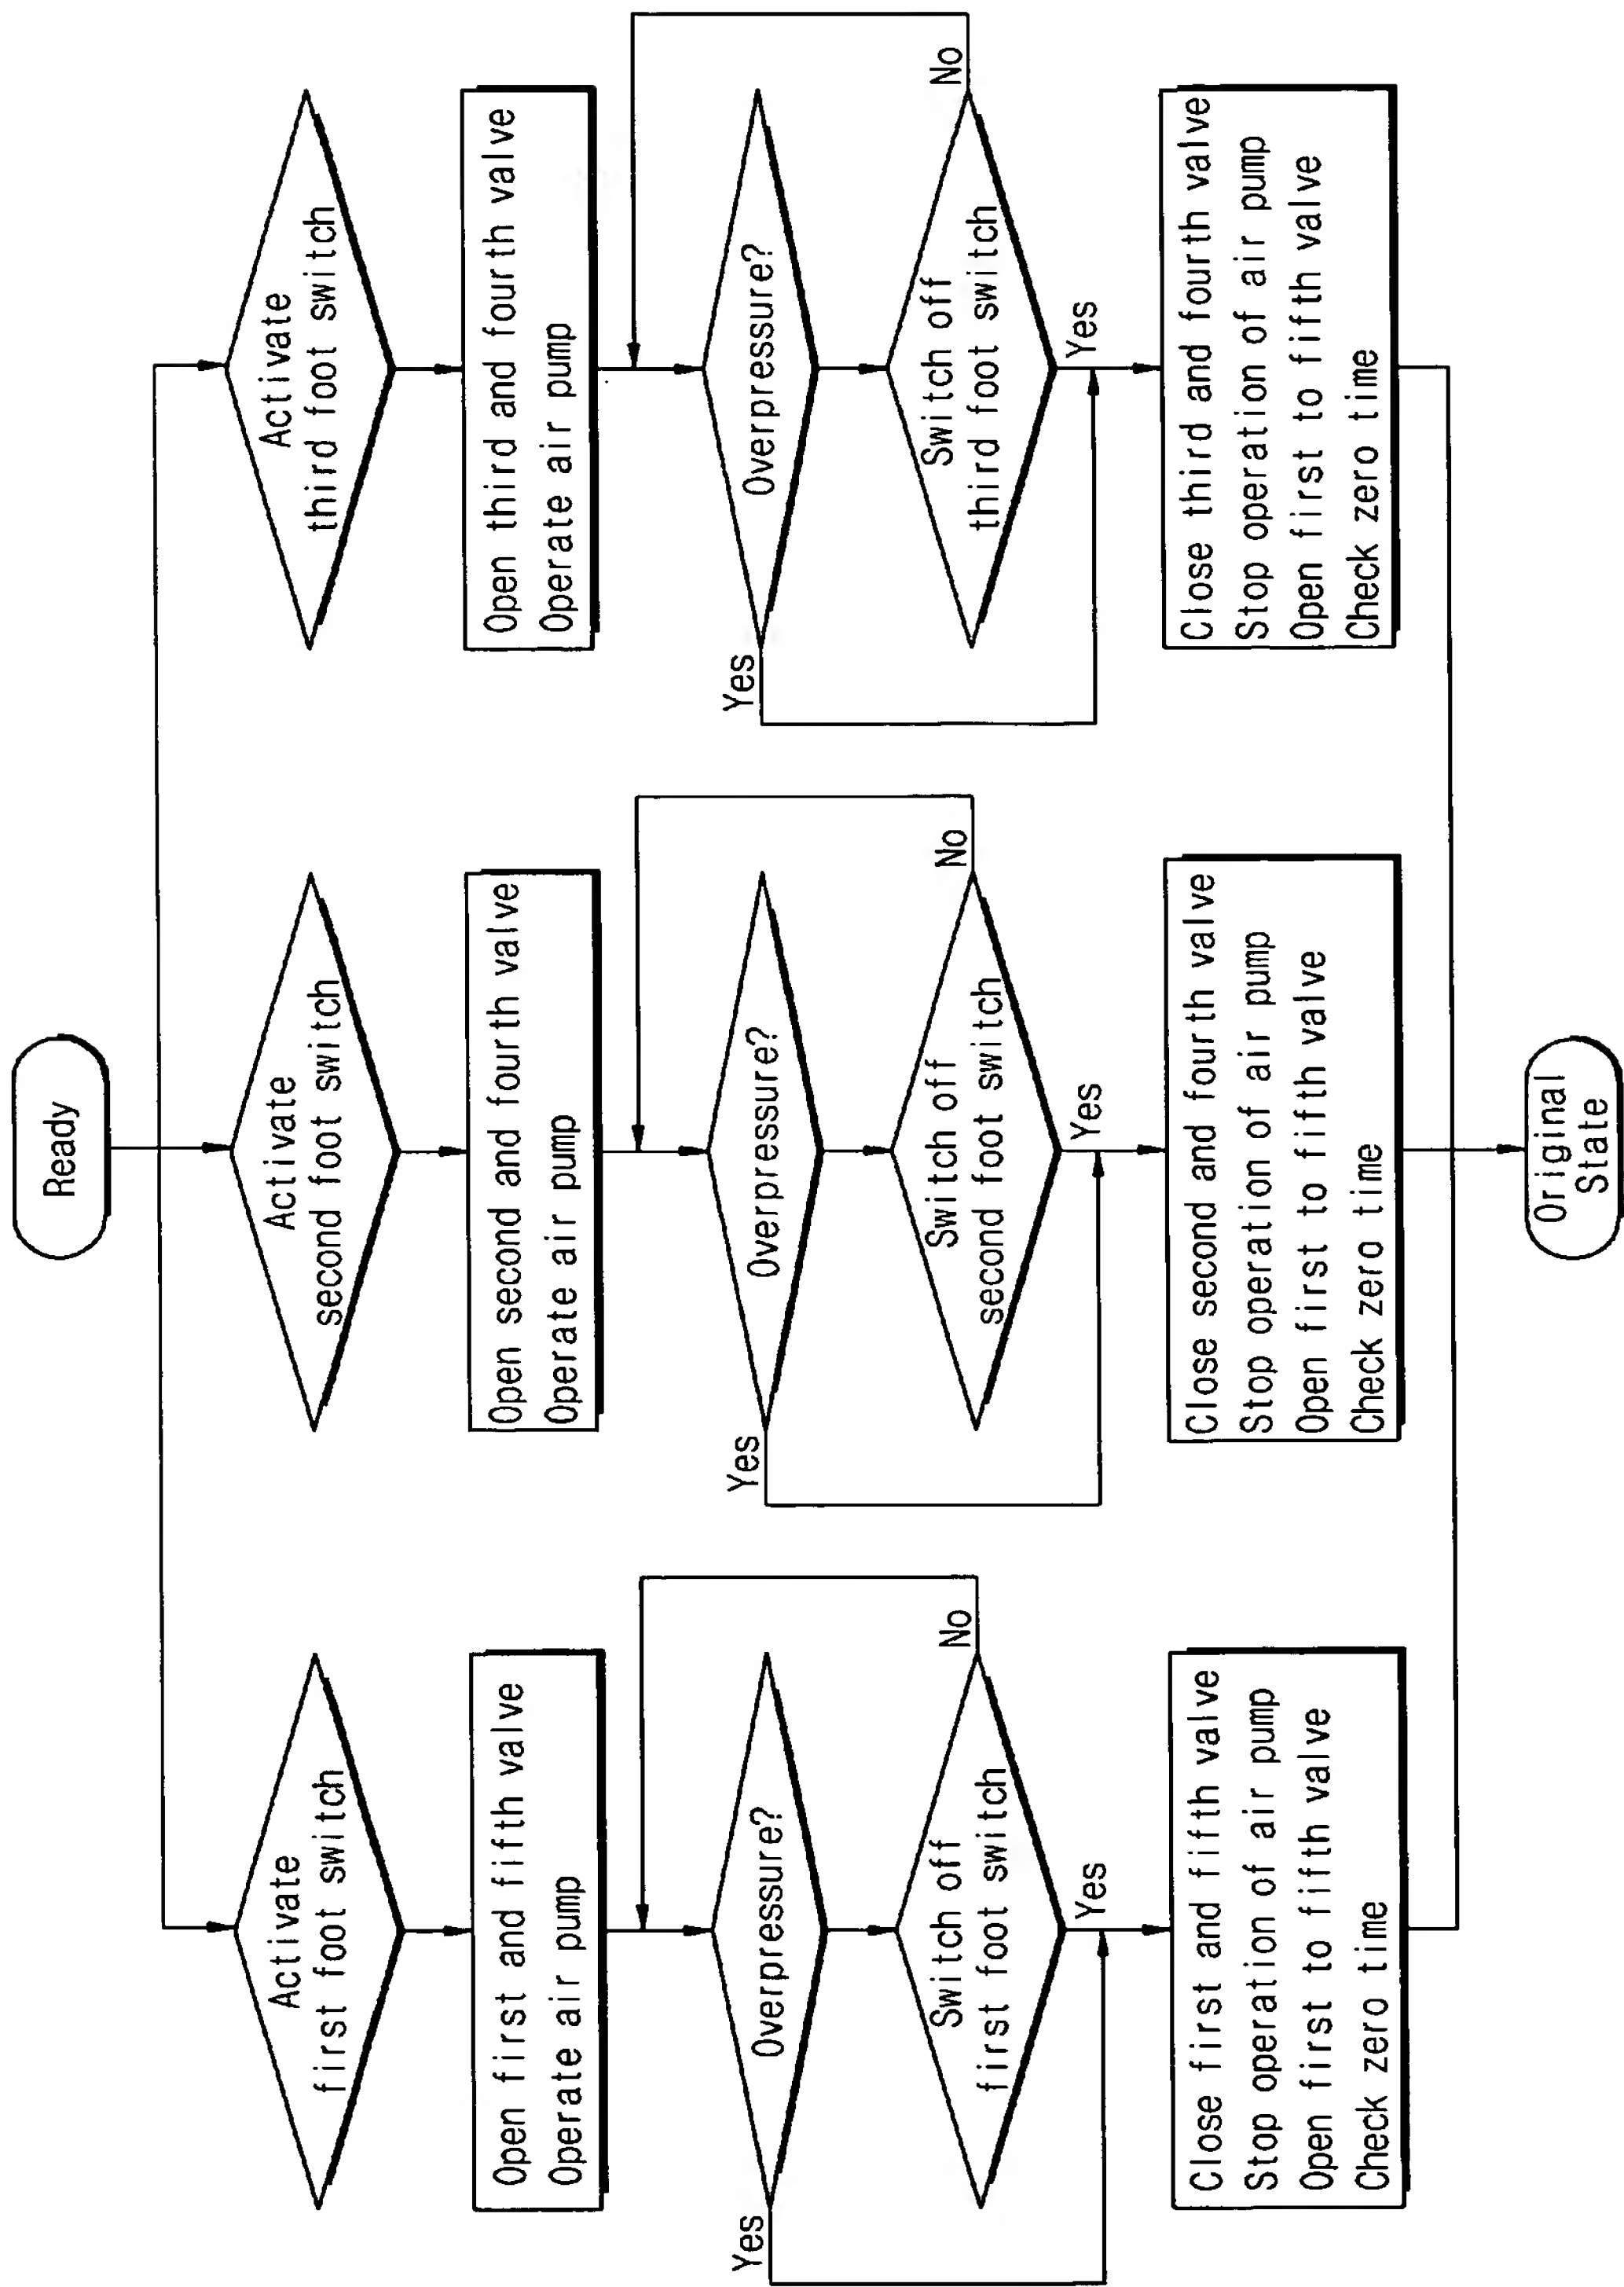 Ready
Activate
first foot switch
Open first and fifth valve
Operate air pump
Overpressure?
Yes
Switch off
first foot switch
No
Yes
Close first and fifth valve
Stop operation of air pump
Open first to fifth valve
Check zero time
Activate
second foot switch
Open second and fourth valve
Operate air pump
Overpressure?
Yes
Switch off
second foot switch
No
Yes
Close second and fourth valve
Stop operation of air pump
Open first to fifth valve
Check zero time
Activate
third foot switch
Open third and fourth valve
Operate air pump
Overpressure?
Yes
Switch off
third foot switch
No
Yes
Close third and fourth valve
Stop operation of air pump
Open first to fifth valve
Check zero time
Original
State